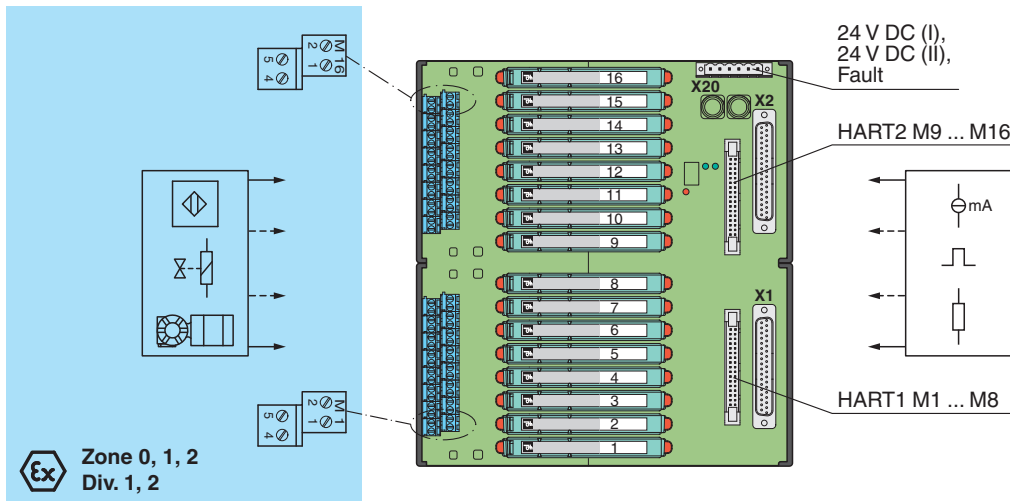 24 V DC (I),
24 V DC (II),
Fault
X20
X2
HART2 M9 ... M16
M 16
2 1
5 4
16
15
14
13
12
11
10
9
mA
8
7
6
5
4
3
2
1
X1
HART1 M1 ... M8
M 1
2 1
5 4
Ex
Zone 0, 1, 2
Div. 1, 2